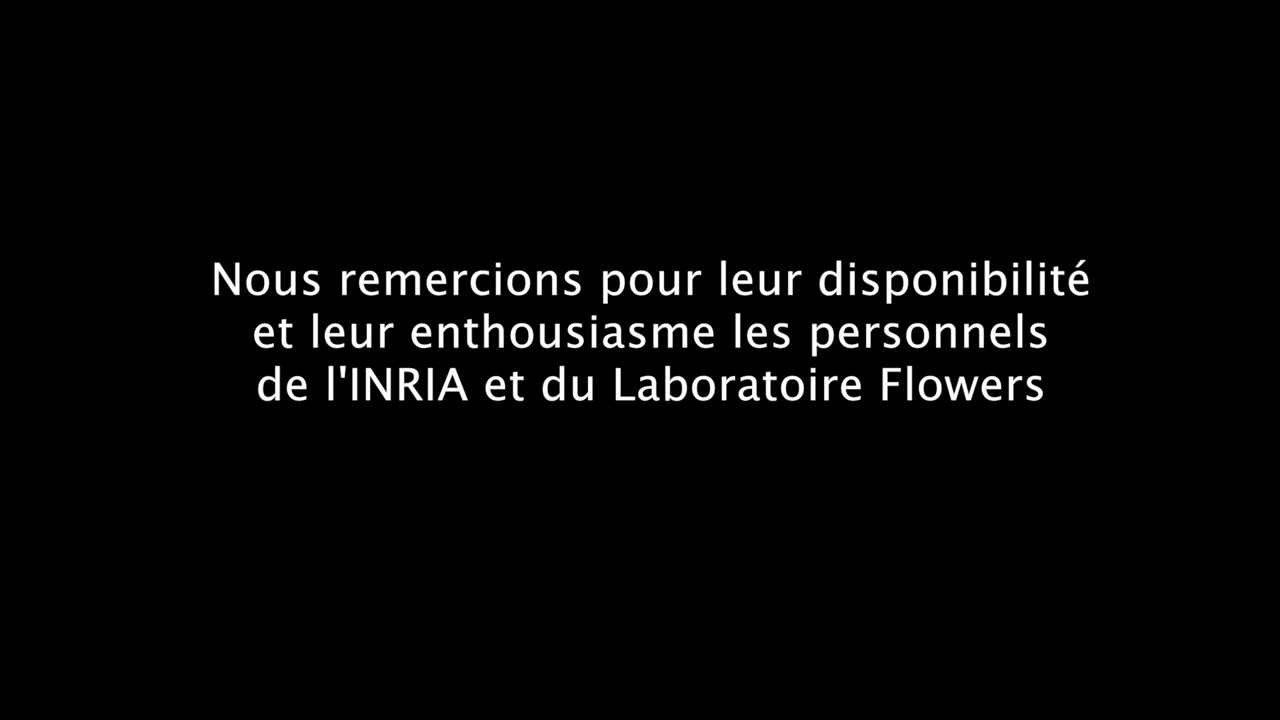 Nous remercions pour leur disponibilité
et leur enthousiasme les personnels
de l'INRIA et du Laboratoire Flowers